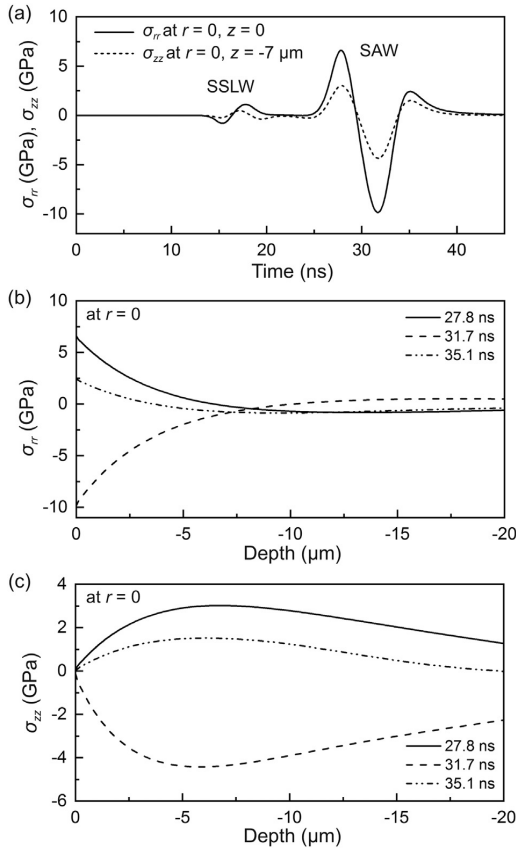 (a)
10
5
0
-5
-10
σrr (GPa), σzz (GPa)
σrr at r = 0, z = 0
σzz at r = 0, z = -7 μm
SSLW
SAW
0 10 20 30 40
Time (ns)
(b)
10
5
0
-5
-10
σrr (GPa)
at r = 0
27.8 ns
31.7 ns
35.1 ns
0 -5 -10 -15 -20
Depth (μm)
(c)
4
2
0
-2
-4
-6
σzz (GPa)
at r = 0
27.8 ns
31.7 ns
35.1 ns
0 -5 -10 -15 -20
Depth (μm)